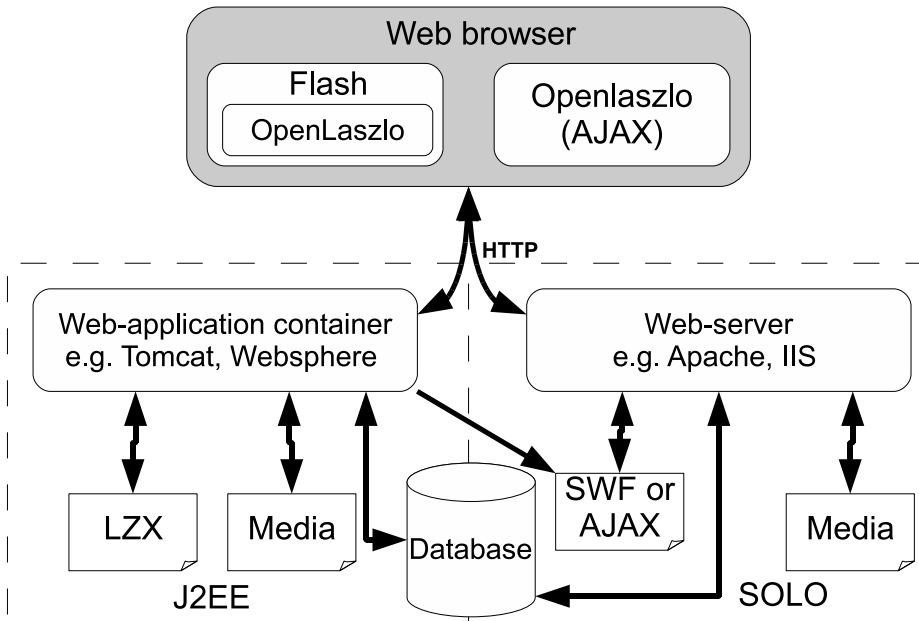 Web browser
Flash
OpenLaszlo
Openlaszlo
(AJAX)
HTTP
Web-application container
e.g. Tomcat, Websphere
Web-server
e.g. Apache, IIS
LZX
Media
Database
SWF or
AJAX
Media
J2EE
SOLO